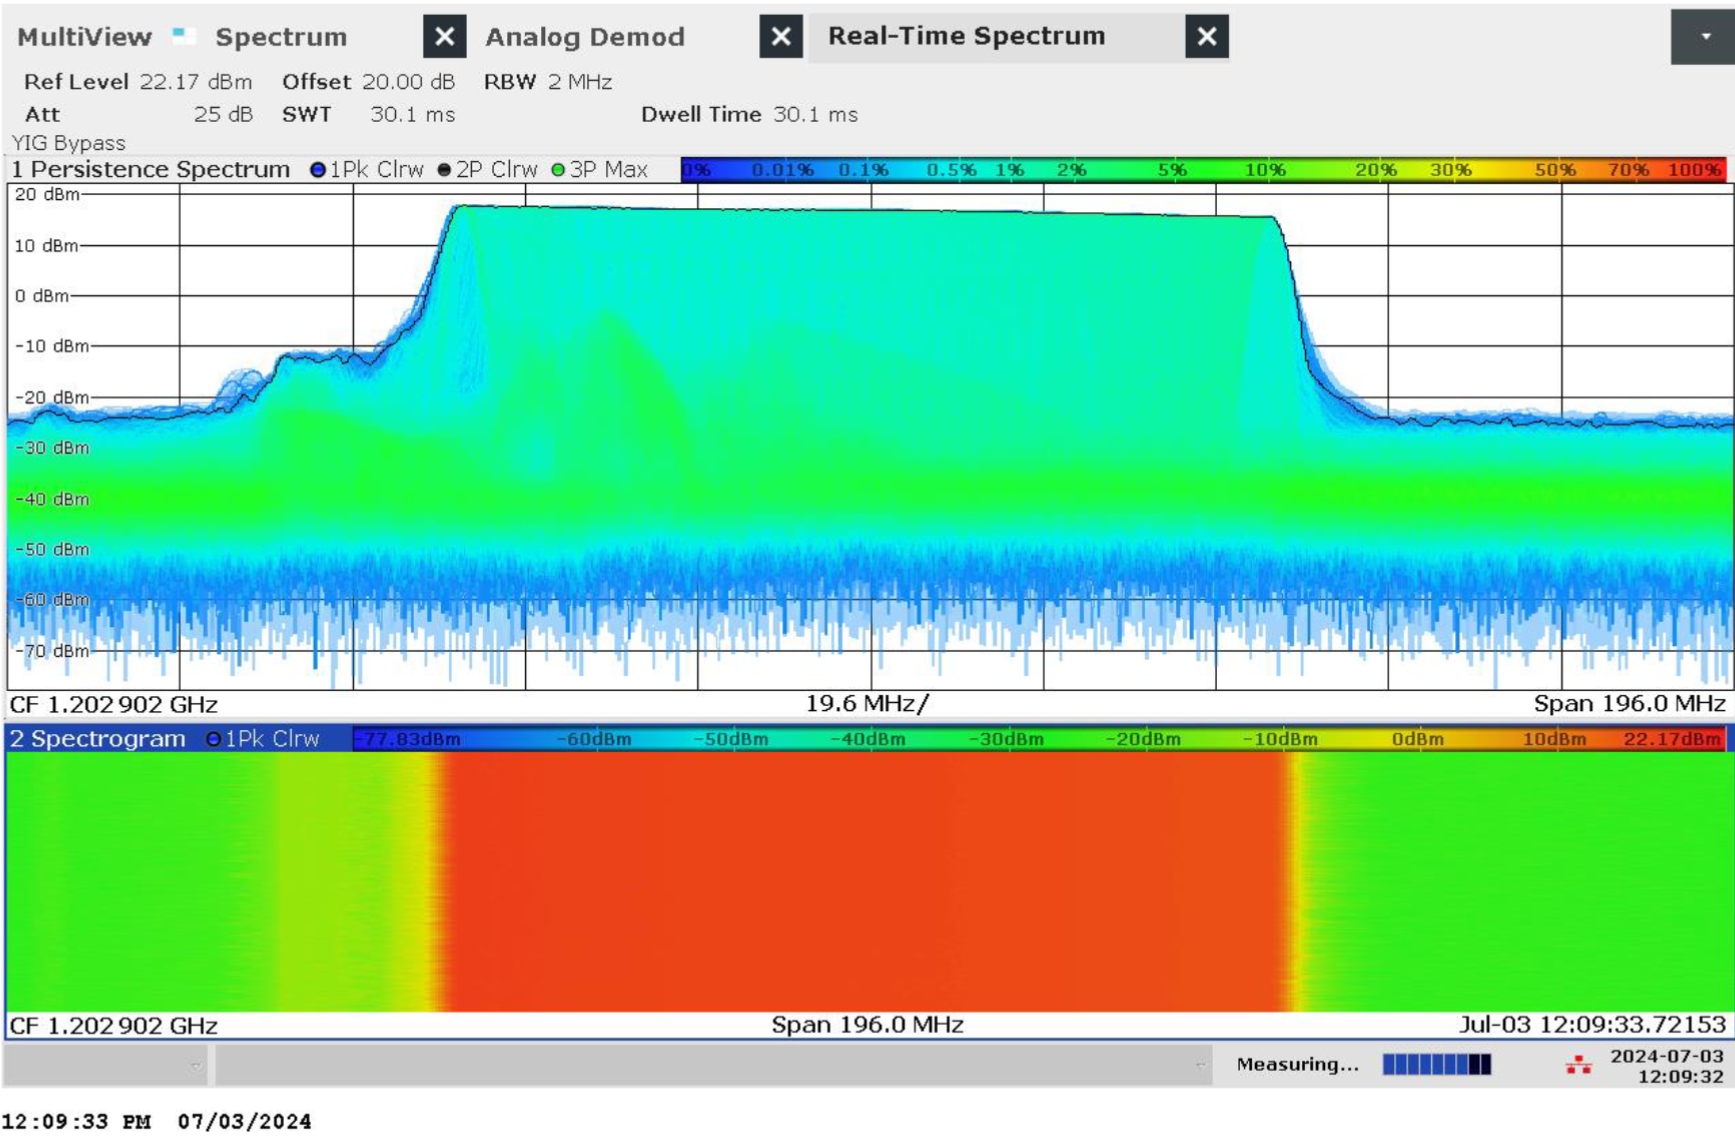 MultiView Spectrum Analog Demod Real-Time Spectrum
Ref Level 22.17 dBm Offset 20.00 dB RBW 2 MHz
Att 25 dB SWT 30.1 ms Dwell Time 30.1 ms
YIG Bypass
1 Persistence Spectrum 1Pk Clrw 2P Clrw 3P Max 0% 0.01% 0.1% 0.5% 1% 2% 5% 10% 20% 30% 50% 70% 100%
20 dBm
10 dBm
0 dBm
-10 dBm
-20 dBm
-30 dBm
-40 dBm
-50 dBm
-60 dBm
-70 dBm
CF 1.202902 GHz 19.6 MHz/ Span 196.0 MHz
2 Spectrogram 1Pk Clrw -77.83dBm -60dBm -50dBm -40dBm -30dBm -20dBm -10dBm 0dBm 10dBm 22.17dBm
CF 1.202902 GHz Span 196.0 MHz Jul-03 12:09:33.72153
Measuring... 2024-07-03
12:09:32
12:09:33 PM 07/03/2024